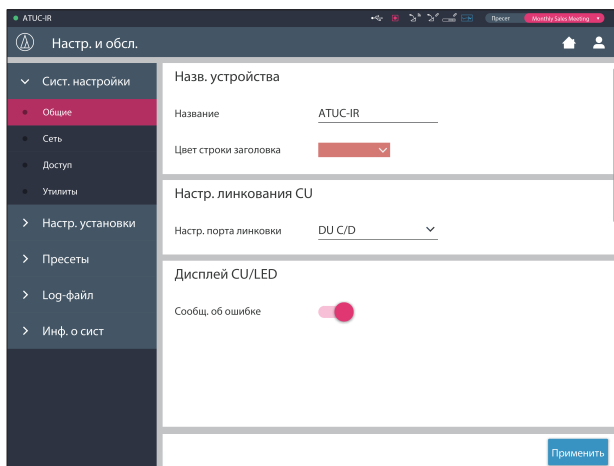 ATUC-IR
Пресет
Monthly Sales Meeting
Настр. и обсл.
Сист. настройки
Общие
Сеть
Доступ
Утилиты
Настр. установки
Пресеты
Log-файл
Инф. о сист
Назв. устройства
Название ATUC-IR
Цвет строки заголовка
Настр. линкования CU
Настр. порта линковки DU C/D
Дисплей CU/LED
Сообщ. об ошибке
Применить